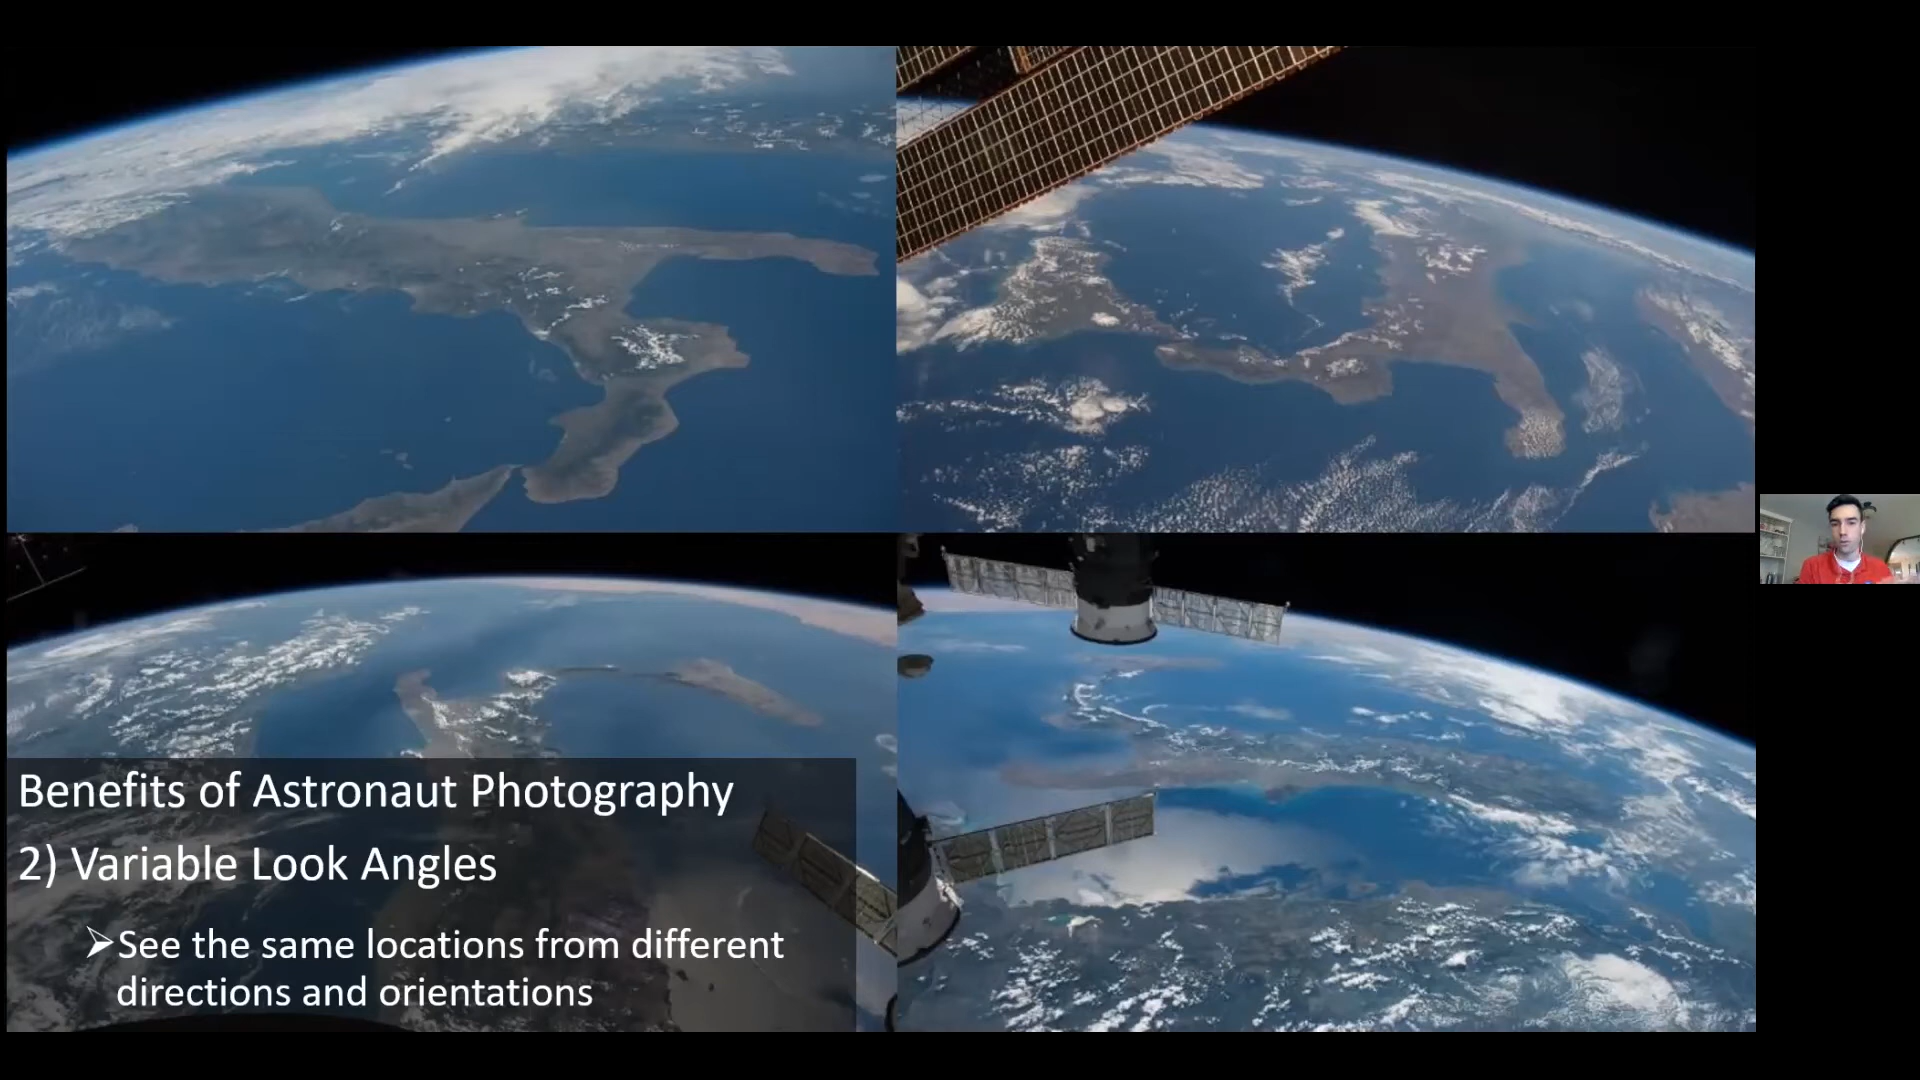 Benefits of Astronaut Photography
2) Variable Look Angles
➢See the same locations from different
directions and orientations